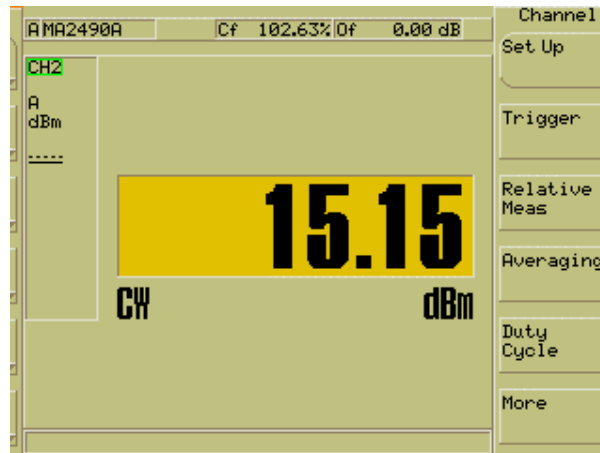 A MA2490A Cf 102.63% Of 0.00 dB
Channel
Set Up
CH2
A
dBm
-----
Trigger
Relative
Meas
15.15
Averaging
CW dBm
Duty
Cycle
More